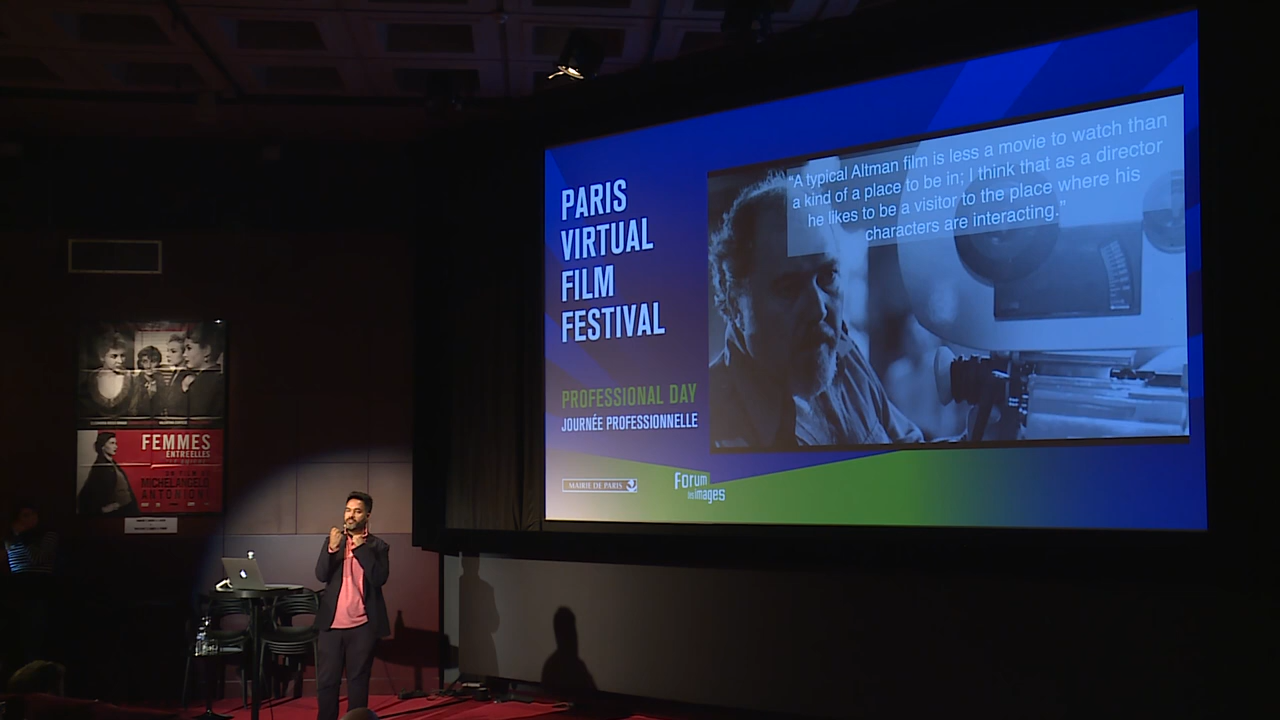 PARIS
VIRTUAL
FILM
FESTIVAL
PROFESSIONAL DAY
JOURNÉE PROFESSIONNELLE
MAIRIE DE PARIS
Forum
des images
“A typical Altman film is less a movie to watch than
a kind of a place to be in; I think that as a director
he likes to be a visitor to the place where his
characters are interacting.”
FEMMES
ENTRE ELLES
MICHELANGELO
ANTONIONI